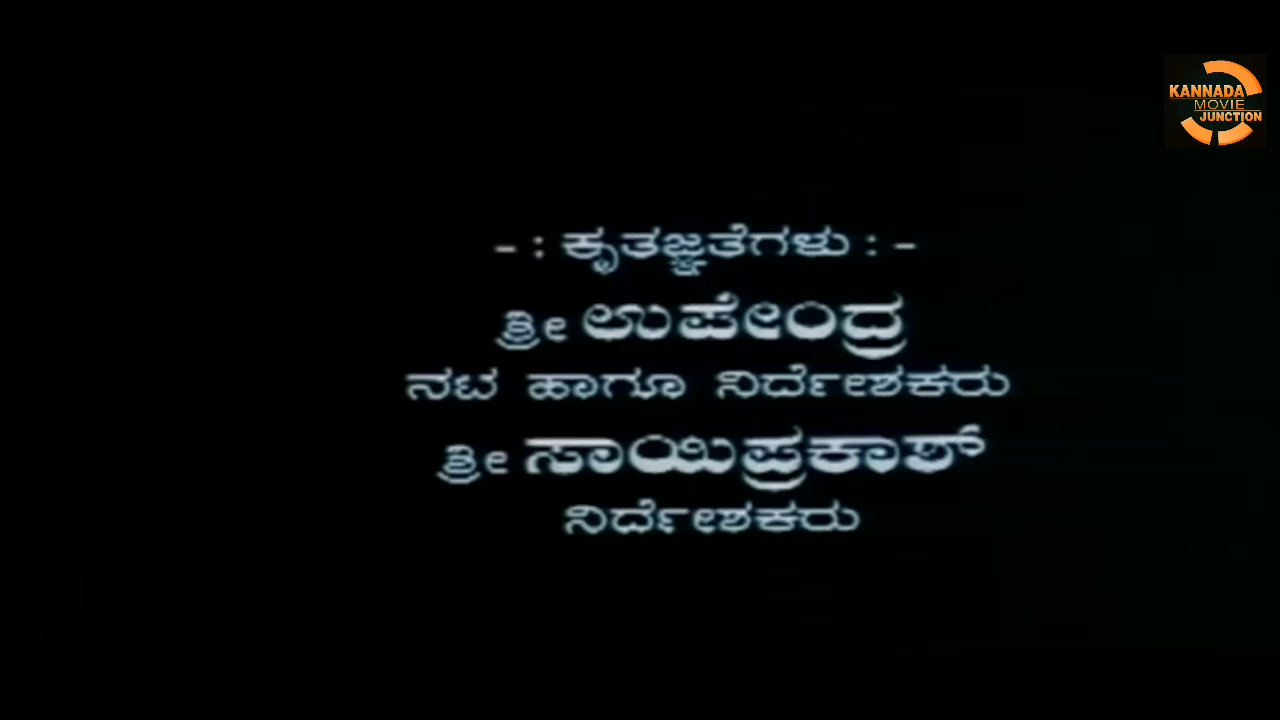 KANNADA
MOVIE
JUNCTION
-: ಕೃತಜ್ಞತೆಗಳು :-
ಶ್ರೀ ಉಪೇಂದ್ರ
ನಟ ಹಾಗೂ ನಿರ್ದೇಶಕರು
ಶ್ರೀ ಸಾಯಿಪ್ರಕಾಶ್
ನಿರ್ದೇಶಕರು